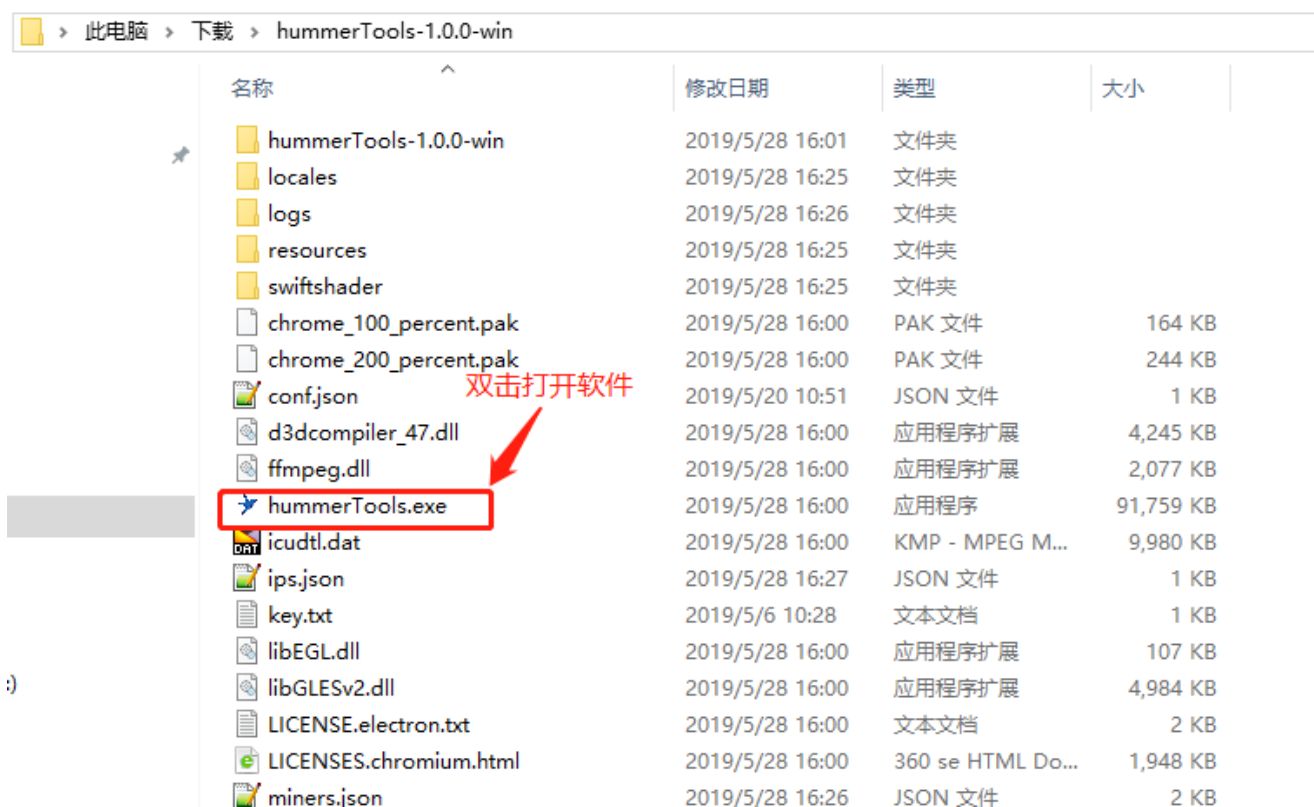 此电脑 > 下载 > hummerTools-1.0.0-win
名称 修改日期 类型 大小
hummerTools-1.0.0-win 2019/5/28 16:01 文件夹
locales 2019/5/28 16:25 文件夹
logs 2019/5/28 16:26 文件夹
resources 2019/5/28 16:25 文件夹
swiftshader 2019/5/28 16:25 文件夹
chrome_100_percent.pak 2019/5/28 16:00 PAK 文件 164 KB
chrome_200_percent.pak 2019/5/28 16:00 PAK 文件 244 KB
双击打开软件
conf.json 2019/5/20 10:51 JSON 文件 1 KB
d3dcompiler_47.dll 2019/5/28 16:00 应用程序扩展 4,245 KB
ffmpeg.dll 2019/5/28 16:00 应用程序扩展 2,077 KB
hummerTools.exe 2019/5/28 16:00 应用程序 91,759 KB
DAT icudtl.dat 2019/5/28 16:00 KMP - MPEG M... 9,980 KB
ips.json 2019/5/28 16:27 JSON 文件 1 KB
key.txt 2019/5/6 10:28 文本文档 1 KB
libEGL.dll 2019/5/28 16:00 应用程序扩展 107 KB
:) libGLESv2.dll 2019/5/28 16:00 应用程序扩展 4,984 KB
LICENSE.electron.txt 2019/5/28 16:00 文本文档 2 KB
LICENSES.chromium.html 2019/5/28 16:00 360 se HTML Do... 1,948 KB
miners.json 2019/5/28 16:26 JSON 文件 2 KB